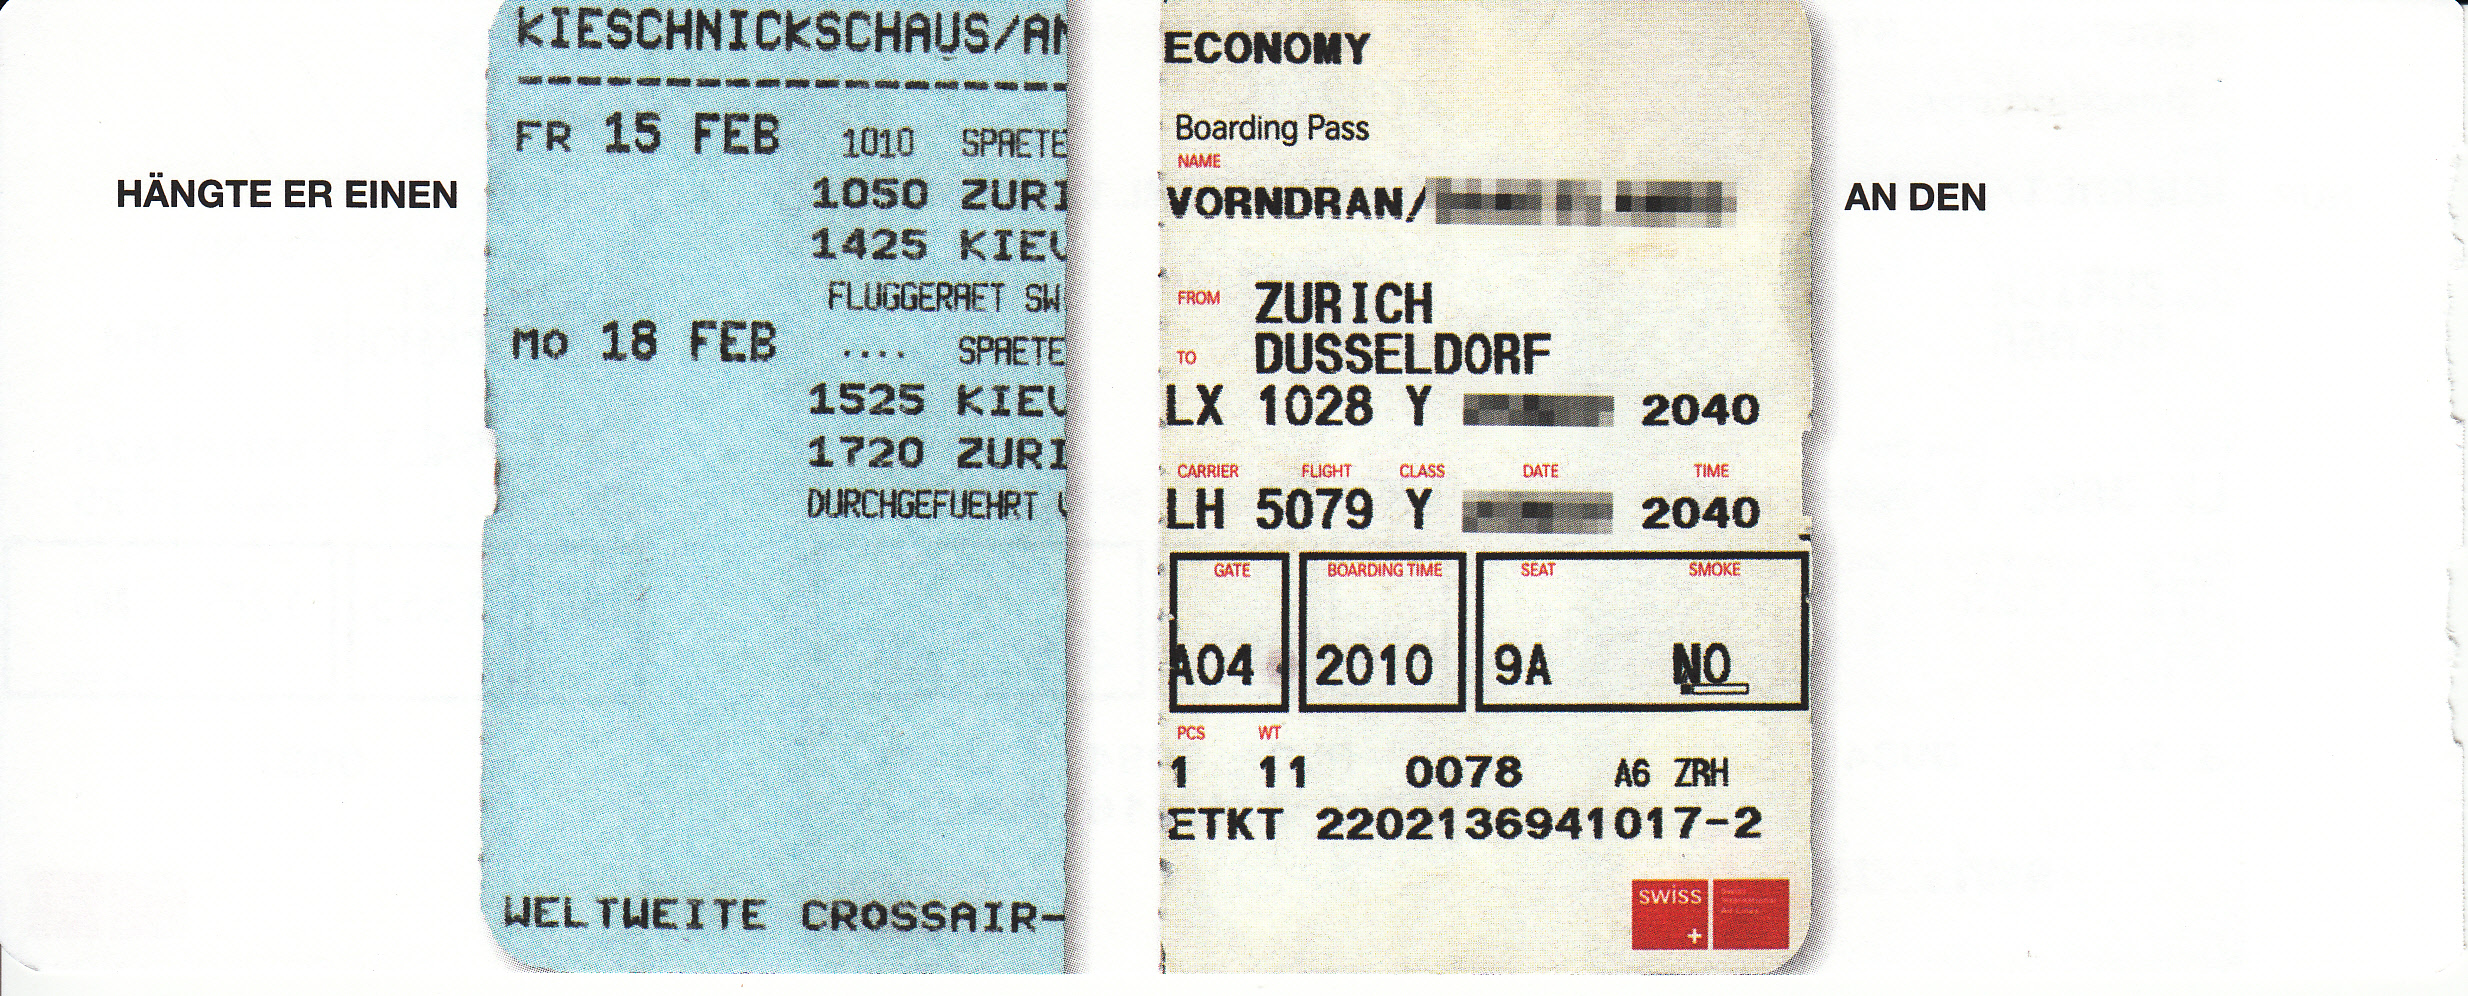 HÄNGTE ER EINEN
KIESCHNICKSCHAUS/AN
--------------------
FR 15 FEB 1010 SPAETE
1050 ZURI
1425 KIEV
FLUGGERAET SW
MO 18 FEB .... SPAETE
1525 KIEV
1720 ZURI
DURCHGEFUEHRT V
WELTWEITE CROSSAIR-
ECONOMY
Boarding Pass
NAME
VORNDRAN/
FROM ZURICH
TO DUSSELDORF
LX 1028 Y 2040
CARRIER FLIGHT CLASS DATE TIME
LH 5079 Y 2040
GATE BOARDING TIME SEAT SMOKE
A04 2010 9A NO
PCS WT
1 11 0078 A6 ZRH
ETKT 2202136941017-2
swiss
AN DEN